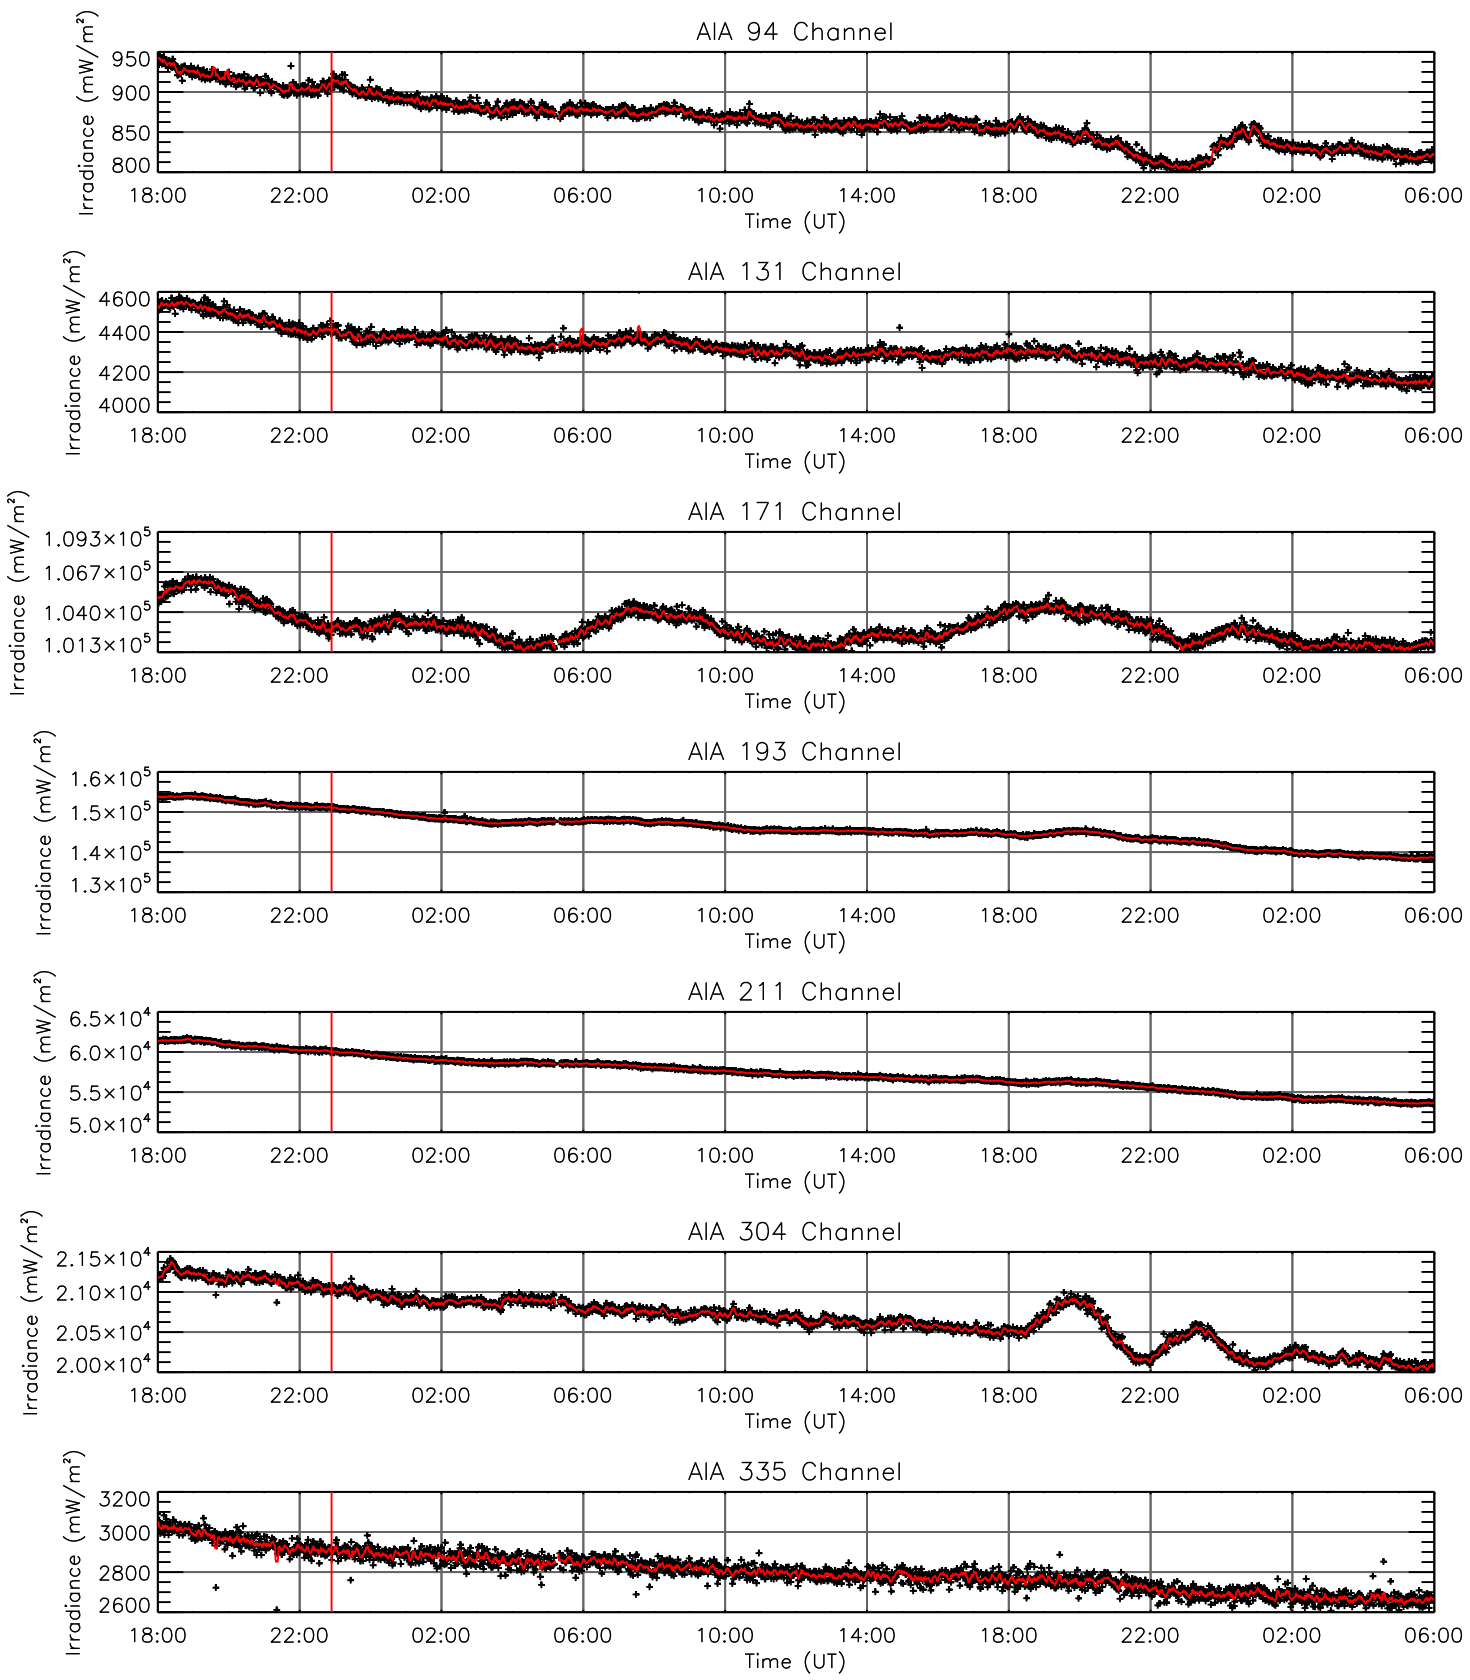 AIA 94 Channel
Irradiance (mW/m²)
950
900
850
800
18:00 22:00 02:00 06:00 10:00 14:00 18:00 22:00 02:00 06:00
Time (UT)
AIA 131 Channel
Irradiance (mW/m²)
4600
4400
4200
4000
18:00 22:00 02:00 06:00 10:00 14:00 18:00 22:00 02:00 06:00
Time (UT)
AIA 171 Channel
Irradiance (mW/m²)
1.093×10⁵
1.067×10⁵
1.040×10⁵
1.013×10⁵
18:00 22:00 02:00 06:00 10:00 14:00 18:00 22:00 02:00 06:00
Time (UT)
AIA 193 Channel
Irradiance (mW/m²)
1.6×10⁵
1.5×10⁵
1.4×10⁵
1.3×10⁵
18:00 22:00 02:00 06:00 10:00 14:00 18:00 22:00 02:00 06:00
Time (UT)
AIA 211 Channel
Irradiance (mW/m²)
6.5×10⁴
6.0×10⁴
5.5×10⁴
5.0×10⁴
18:00 22:00 02:00 06:00 10:00 14:00 18:00 22:00 02:00 06:00
Time (UT)
AIA 304 Channel
Irradiance (mW/m²)
2.15×10⁴
2.10×10⁴
2.05×10⁴
2.00×10⁴
18:00 22:00 02:00 06:00 10:00 14:00 18:00 22:00 02:00 06:00
Time (UT)
AIA 335 Channel
Irradiance (mW/m²)
3200
3000
2800
2600
18:00 22:00 02:00 06:00 10:00 14:00 18:00 22:00 02:00 06:00
Time (UT)